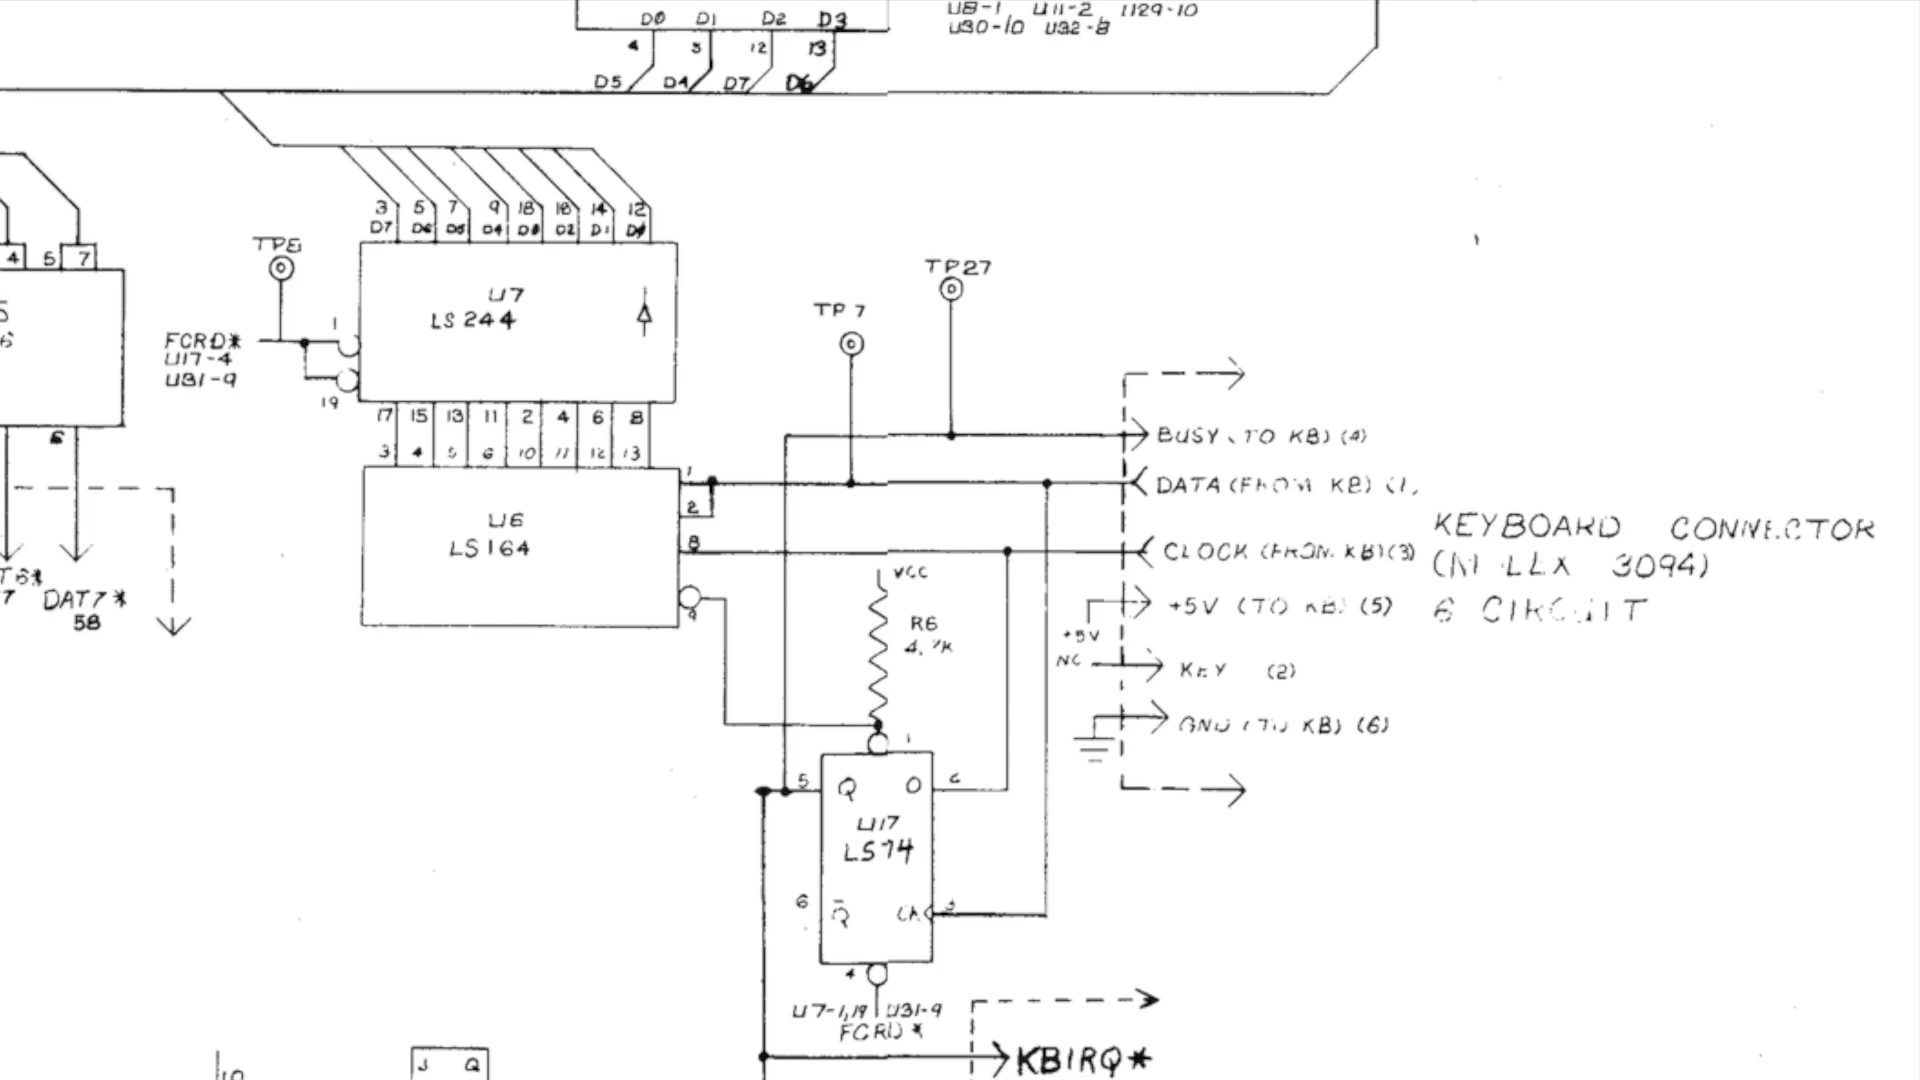 D0 D1 D2 D3
U8-1 U11-2 U29-10
U30-10 U32-8
4 3 12 13
D5 D4 D7 D6
3 5 7 9 18 16 14 12
D7 D6 D5 D4 D3 D2 D1 D0
4 5 7
TP8
TP27
TP 7
U7
LS 244
1
FCRD*
U17-4
U31-9
19
6
17 15 13 11 2 4 6 8
3 4 5 6 10 11 12 13
BUSY (TO KB) (4)
1
DATA (FROM KB) (1)
2
U6
LS 164
8
CLOCK (FROM KB) (3)
KEYBOARD CONNECTOR
3094)
6 CIRCUIT
VCC
9
+5V (TO KB) (5)
+5V
R6
NC
KEY (2)
GND (TO KB) (6)
DAT7*
58
1
5 Q
U17
LS74
6 Q̅
3
4
U7-1,19 U31-9
FCRD*
KBIRQ*
J Q
10